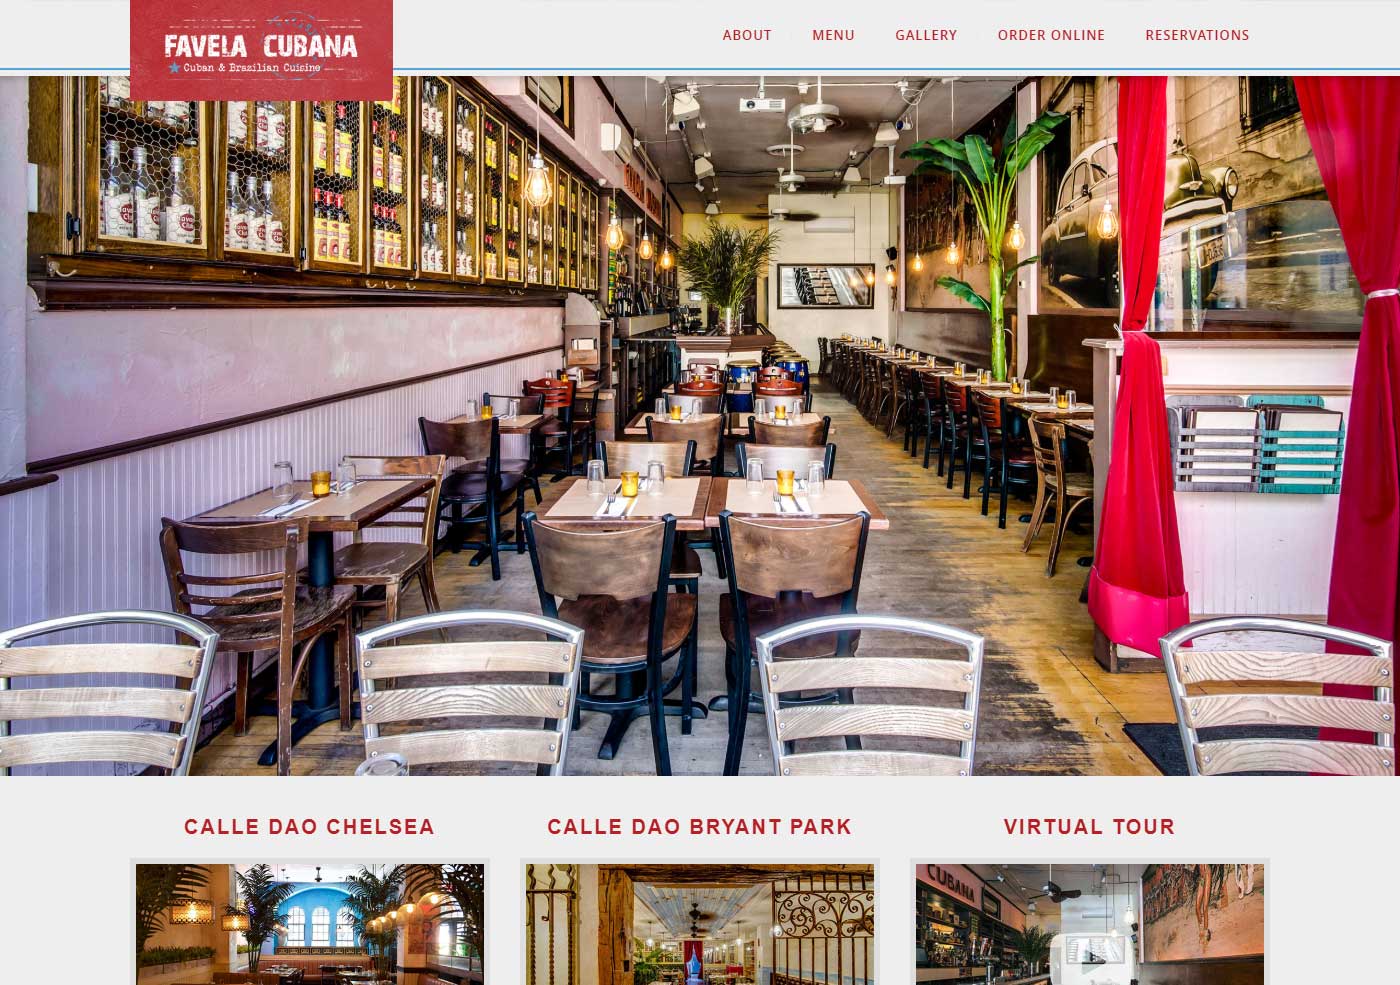 FAVELA CUBANA
Cuban & Brazilian Cuisine
ABOUT
MENU
GALLERY
ORDER ONLINE
RESERVATIONS
CALLE DAO CHELSEA
CALLE DAO BRYANT PARK
VIRTUAL TOUR
CUBANA